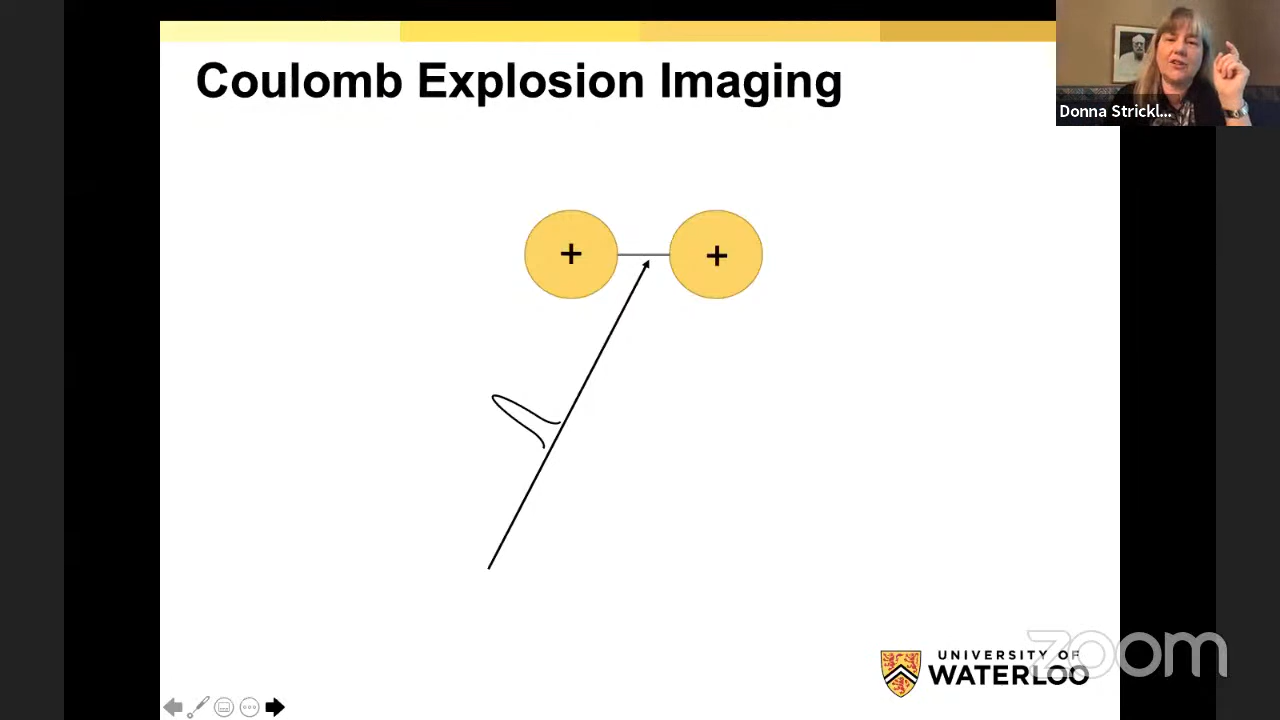 Coulomb Explosion Imaging
Donna Strickl...
+ +
UNIVERSITY OF
WATERLOO
zoom